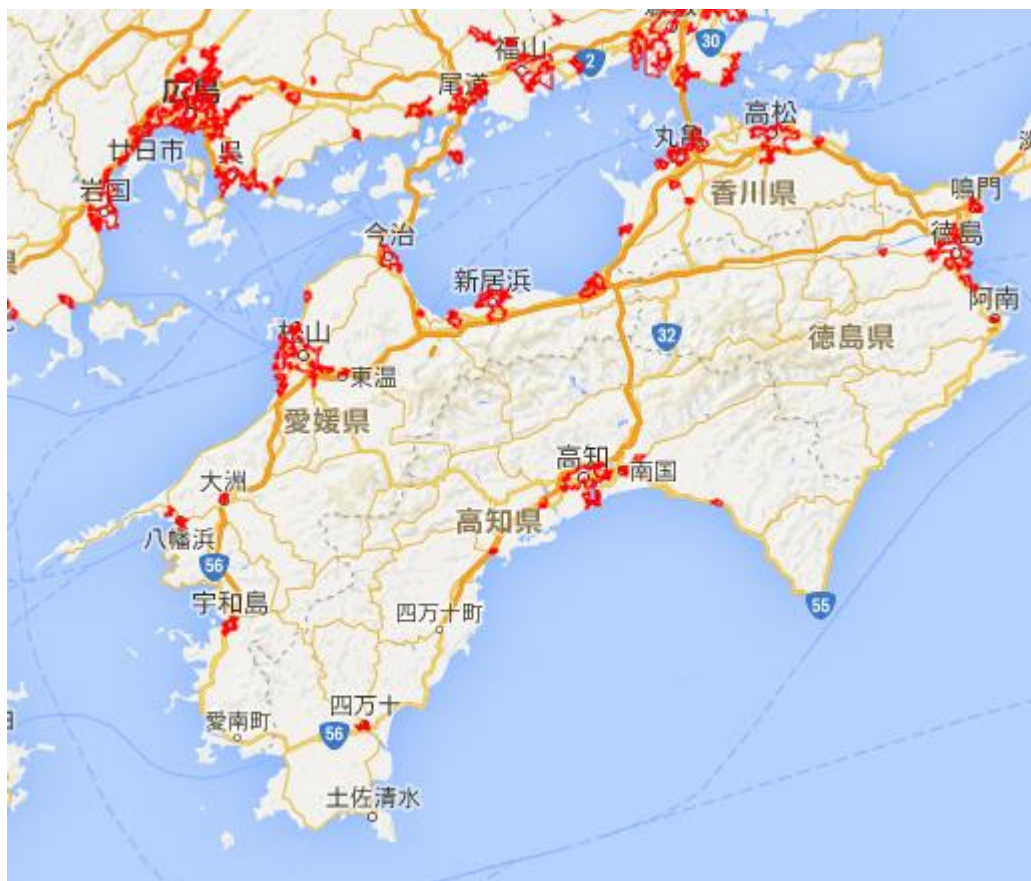 30
福山
2
尾道
広島
高松
丸亀
廿日市
呉
香川県
鳴門
岩国
今治
徳島
新居浜
阿南
松山
32
徳島県
東温
愛媛県
高知
南国
大洲
高知県
八幡浜
56
宇和島
55
四万十町
四万十
愛南町
56
土佐清水